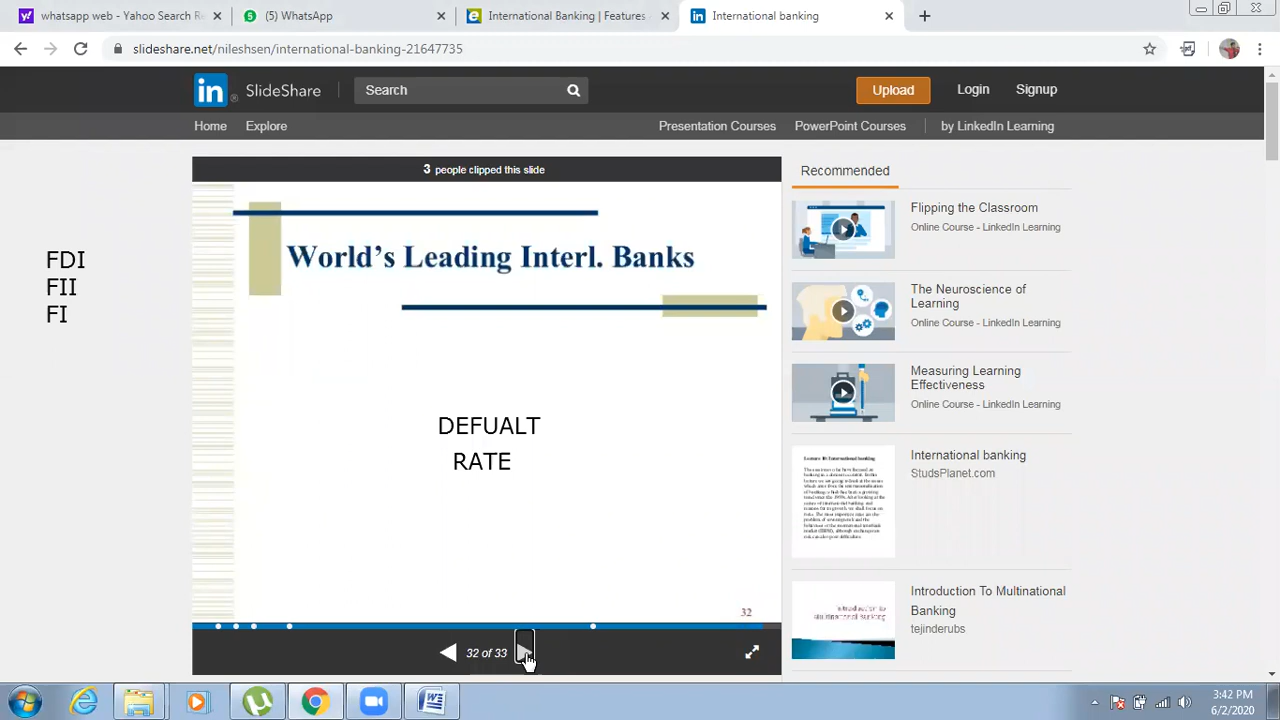 whatsapp web - Yahoo Search R
(5) WhatsApp
International Banking | Features
International banking
slideshare.net/nileshsen/international-banking-21647735
in SlideShare
Search
Upload
Login
Signup
Home
Explore
Presentation Courses
PowerPoint Courses
by LinkedIn Learning
3 people clipped this slide
FDI
FII
FI
World's Leading Interl. Banks
DEFUALT
RATE
32
32 of 33
Recommended
Flipping the Classroom
Online Course - LinkedIn Learning
The Neuroscience of
Learning
Online Course - LinkedIn Learning
Measuring Learning
Effectiveness
Online Course - LinkedIn Learning
International banking
StudsPlanet.com
Introduction To Multinational
Banking
tejinderubs
3:42 PM
6/2/2020